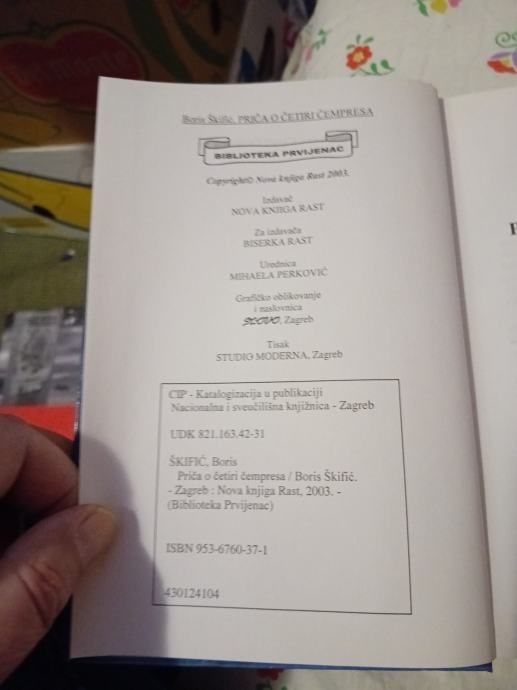 Boris Škifić, PRIČA O ČETIRI ČEMPRESA
BIBLIOTEKA PRVIJENAC
Copyright© Nova knjiga Rast 2003.
Izdavač
NOVA KNJIGA RAST
Za izdavača
BISERKA RAST
Urednica
MIHAELA PERKOVIĆ
Grafičko oblikovanje
i naslovnica
SLOVO, Zagreb
Tisak
STUDIO MODERNA, Zagreb
CIP - Katalogizacija u publikaciji
Nacionalna i sveučilišna knjižnica - Zagreb
UDK 821.163.42-31
ŠKIFIĆ, Boris
Priča o četiri čempresa / Boris Škifić.
- Zagreb : Nova knjiga Rast, 2003. -
(Biblioteka Prvijenac)
ISBN 953-6760-37-1
430124104